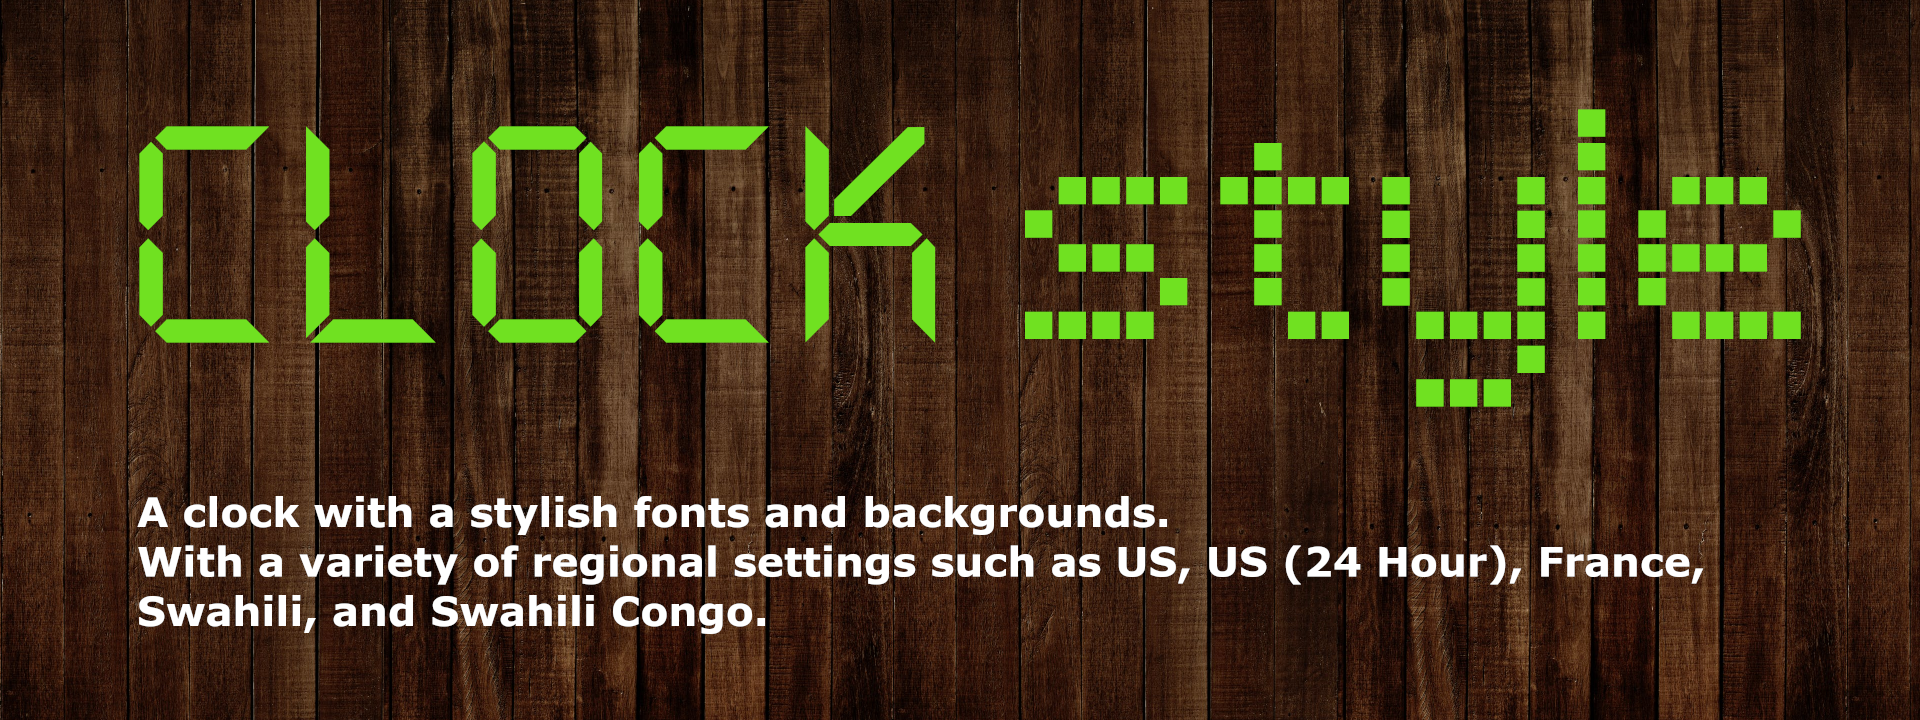 CLOCK style
A clock with a stylish fonts and backgrounds.
With a variety of regional settings such as US, US (24 Hour), France,
Swahili, and Swahili Congo.